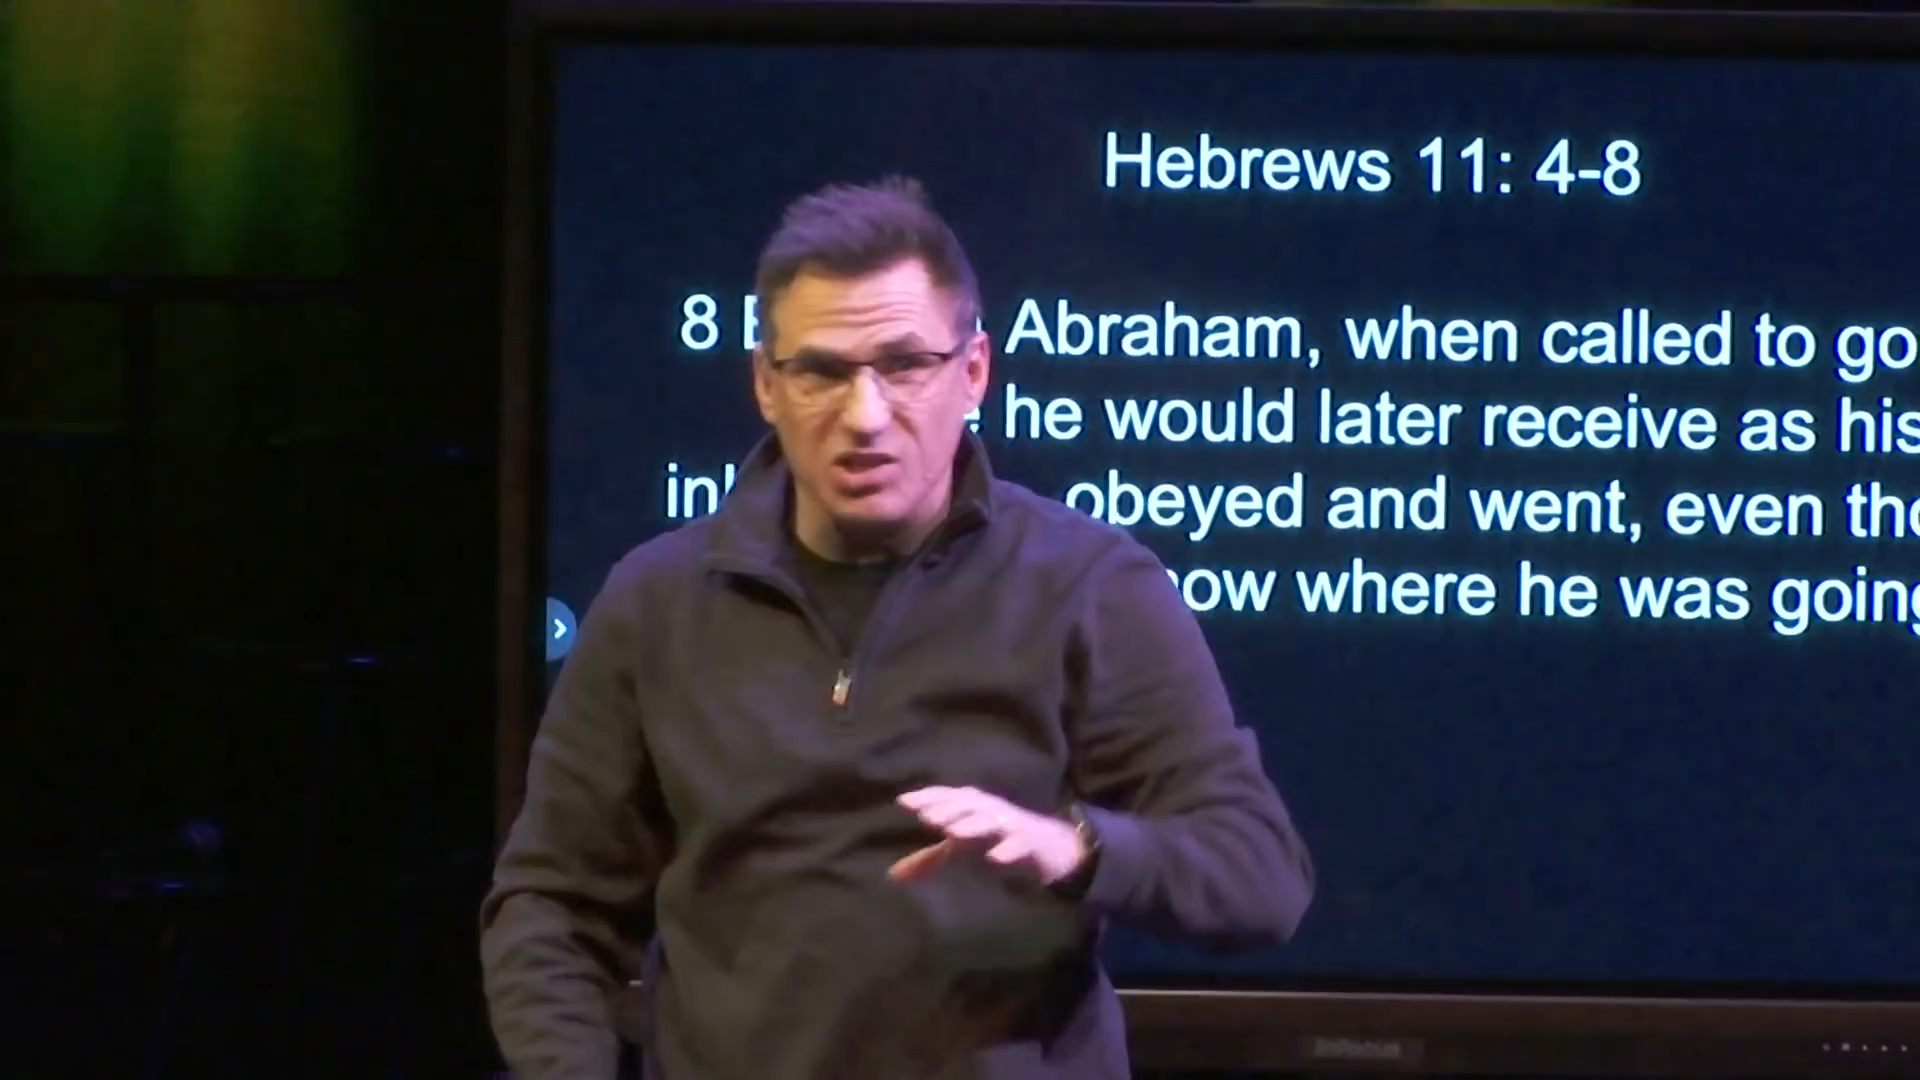 Hebrews 11: 4-8
8 Abraham, when called to go
he would later receive as his
obeyed and went, even
where he was going